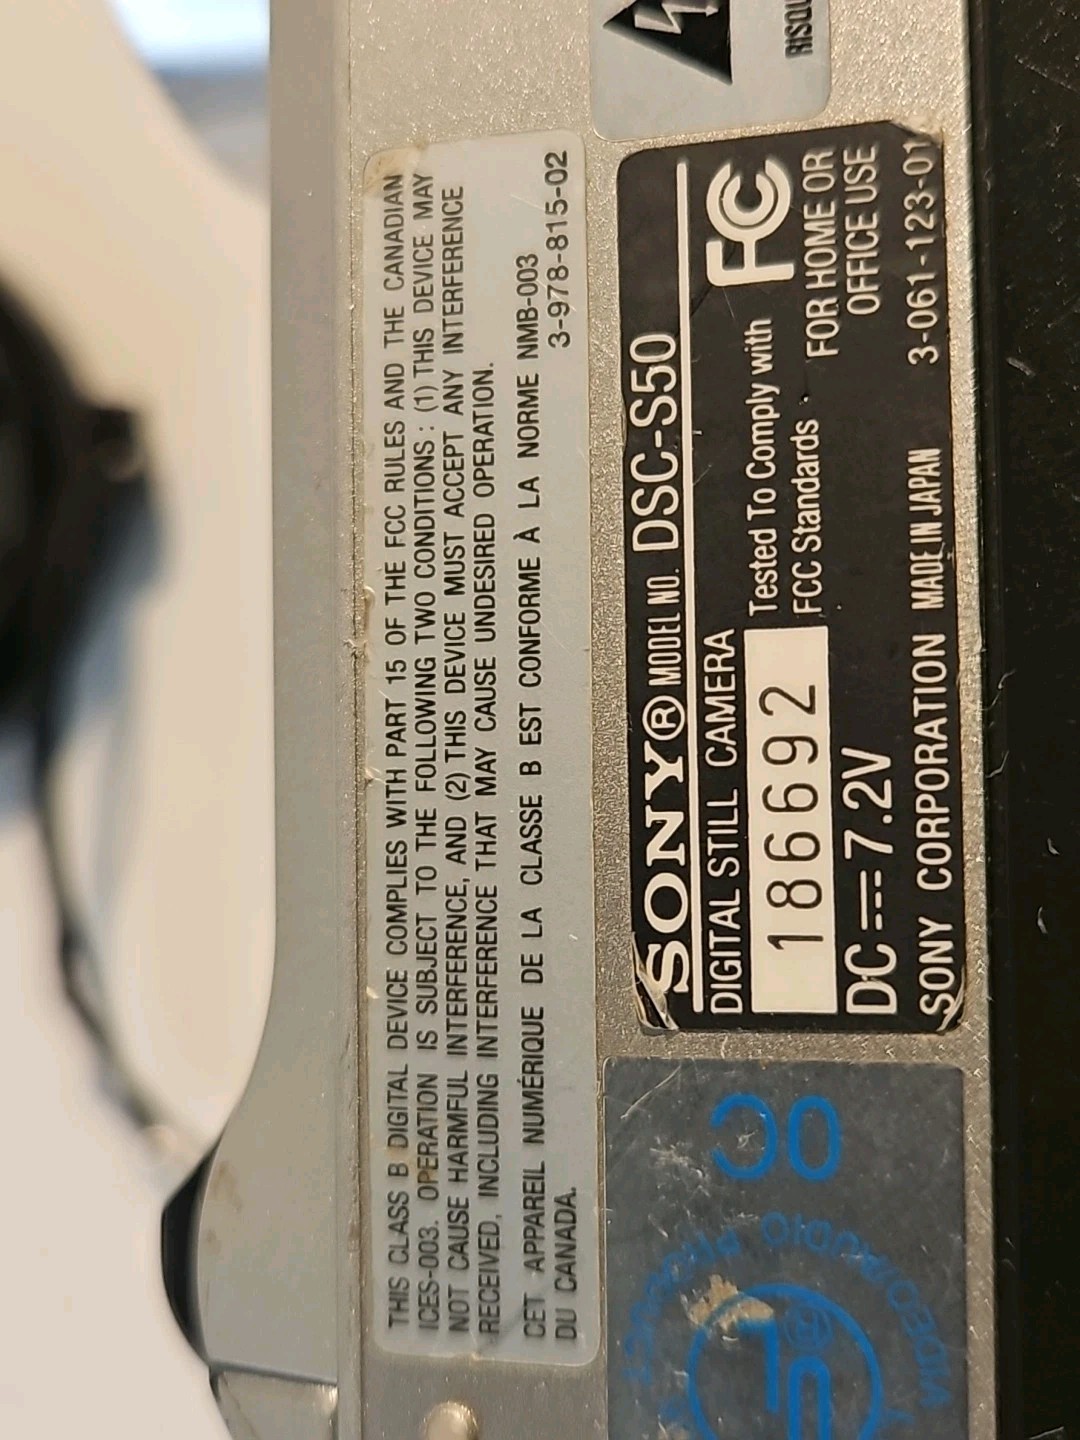 THIS CLASS B DIGITAL DEVICE COMPLIES WITH PART 15 OF THE FCC RULES AND THE CANADIAN
ICES-003. OPERATION IS SUBJECT TO THE FOLLOWING TWO CONDITIONS : (1) THIS DEVICE MAY
NOT CAUSE HARMFUL INTERFERENCE, AND (2) THIS DEVICE MUST ACCEPT ANY INTERFERENCE
RECEIVED, INCLUDING INTERFERENCE THAT MAY CAUSE UNDESIRED OPERATION.
CET APPAREIL NUMÉRIQUE DE LA CLASSE B EST CONFORME À LA NORME NMB-003
DU CANADA.
3-978-815-02
SONY® MODEL NO. DSC-S50
DIGITAL STILL CAMERA
186692
Tested To Comply with
FCC Standards
FC
FOR HOME OR
OFFICE USE
DC 7.2V
SONY CORPORATION MADE IN JAPAN 3-061-123-01
AUDIO PRODUCT
UL
00